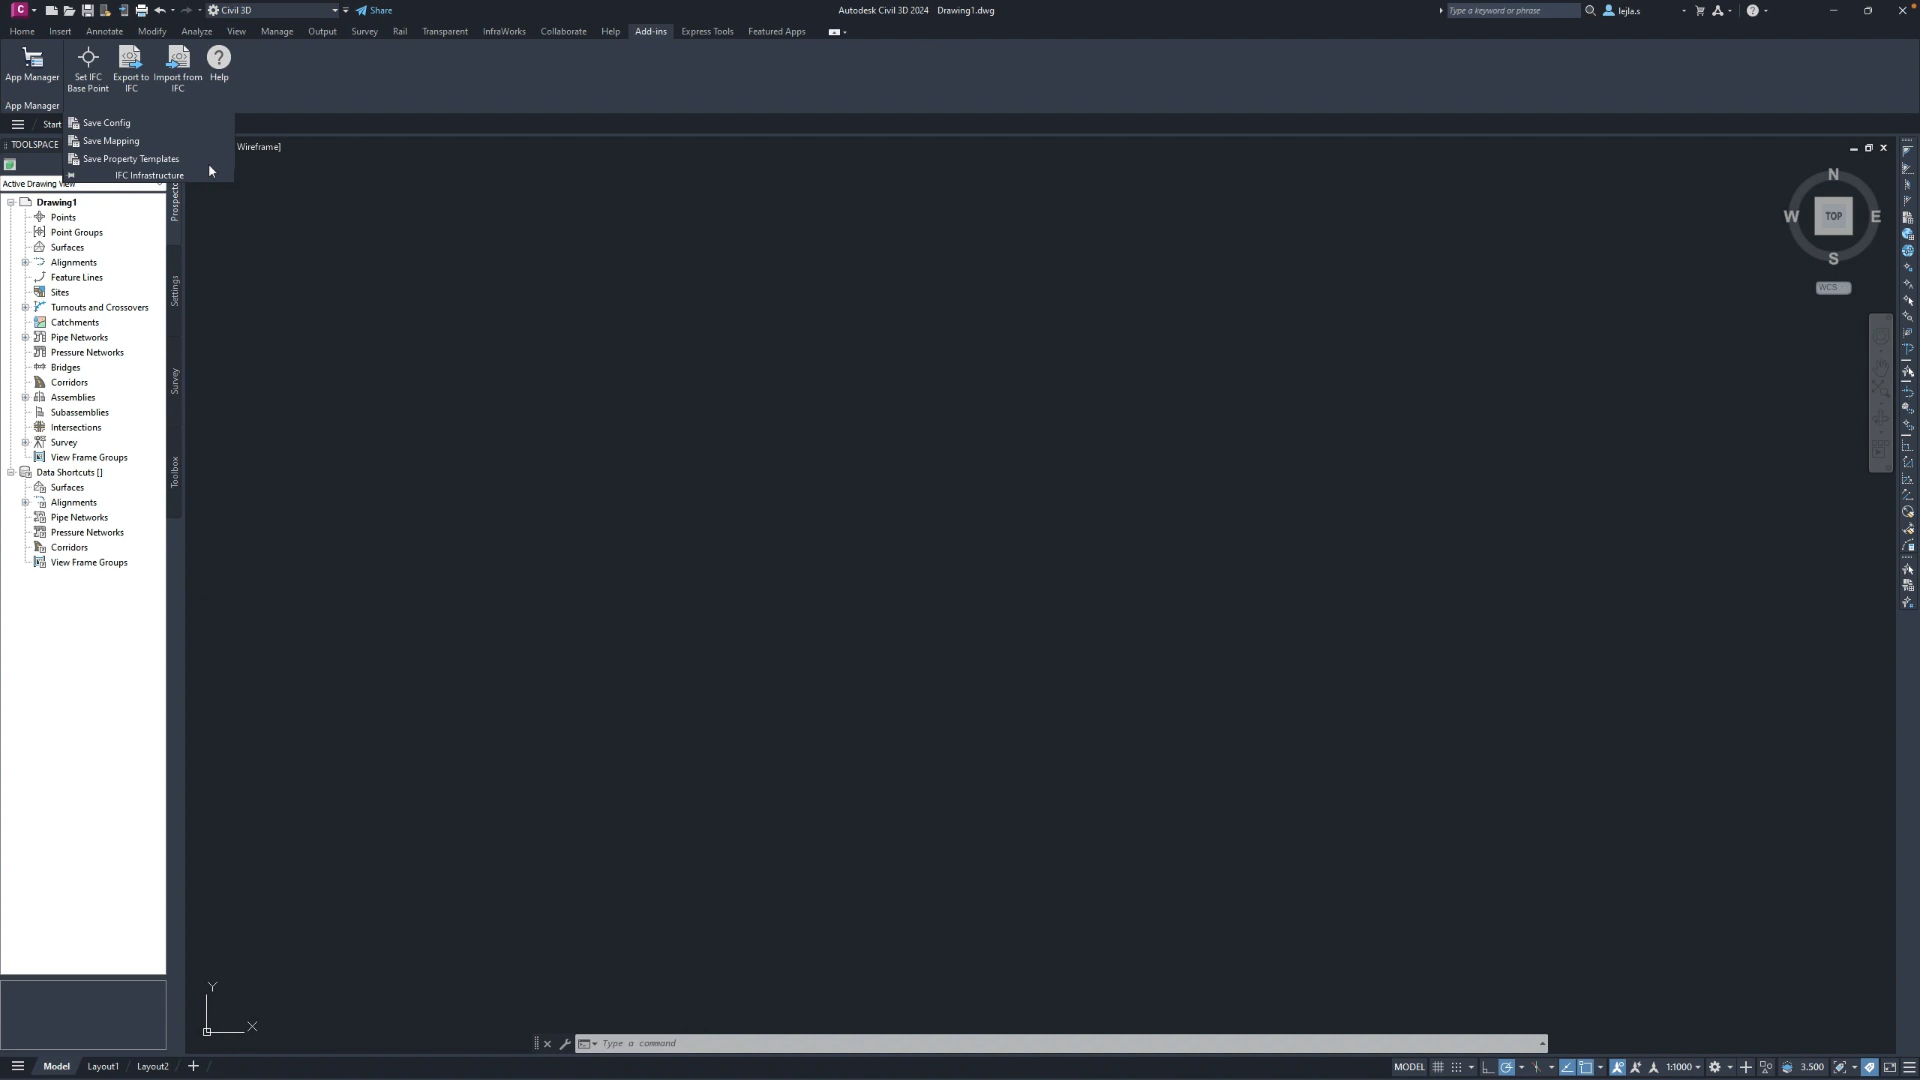 C Civil 3D Share Autodesk Civil 3D 2024 Drawing1.dwg Type a keyword or phrase lejla.s
Home Insert Annotate Modify Analyze View Manage Output Survey Rail Transparent InfraWorks Collaborate Help Add-ins Express Tools Featured Apps
App Manager Set IFC Base Point Export to IFC Import from IFC Help
App Manager
Start Save Config
Save Mapping
TOOLSPACE Wireframe]
Save Property Templates
IFC Infrastructure
Active Drawing View
Drawing1
Points
Point Groups
Surfaces
Alignments
Feature Lines
Sites
Turnouts and Crossovers
Catchments
Pipe Networks
Pressure Networks
Bridges
Corridors
Assemblies
Subassemblies
Intersections
Survey
View Frame Groups
Data Shortcuts []
Surfaces
Alignments
Pipe Networks
Pressure Networks
Corridors
View Frame Groups
Prospector
Settings
Survey
Toolbox
N
W TOP E
S
WCS
Y
X
Type a command
Model Layout1 Layout2 MODEL 1:1000 3.500